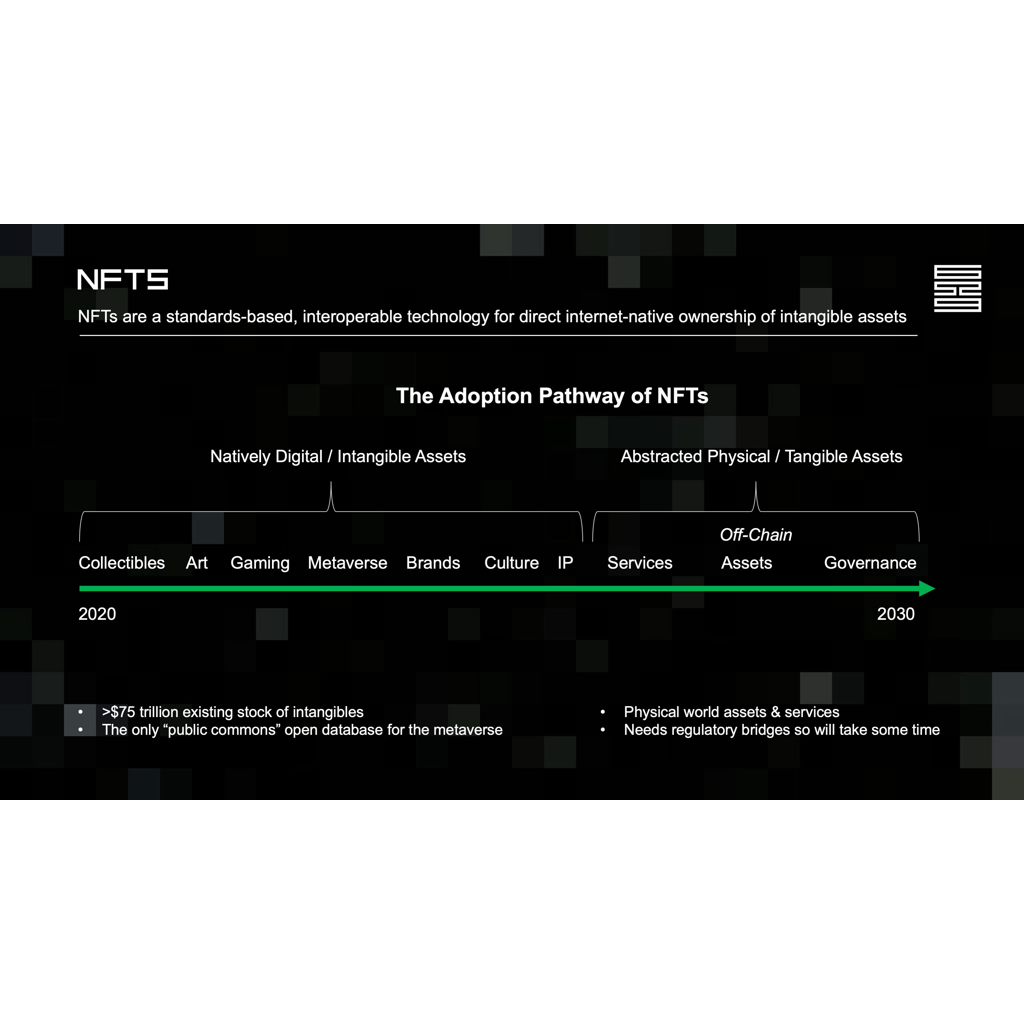 NFTS
NFTs are a standards-based, interoperable technology for direct internet-native ownership of intangible assets
The Adoption Pathway of NFTs
Natively Digital / Intangible Assets
Abstracted Physical / Tangible Assets
Off-Chain
Collectibles Art Gaming Metaverse Brands Culture IP Services Assets Governance
2020 2030
• >$75 trillion existing stock of intangibles
• The only “public commons” open database for the metaverse
• Physical world assets & services
• Needs regulatory bridges so will take some time